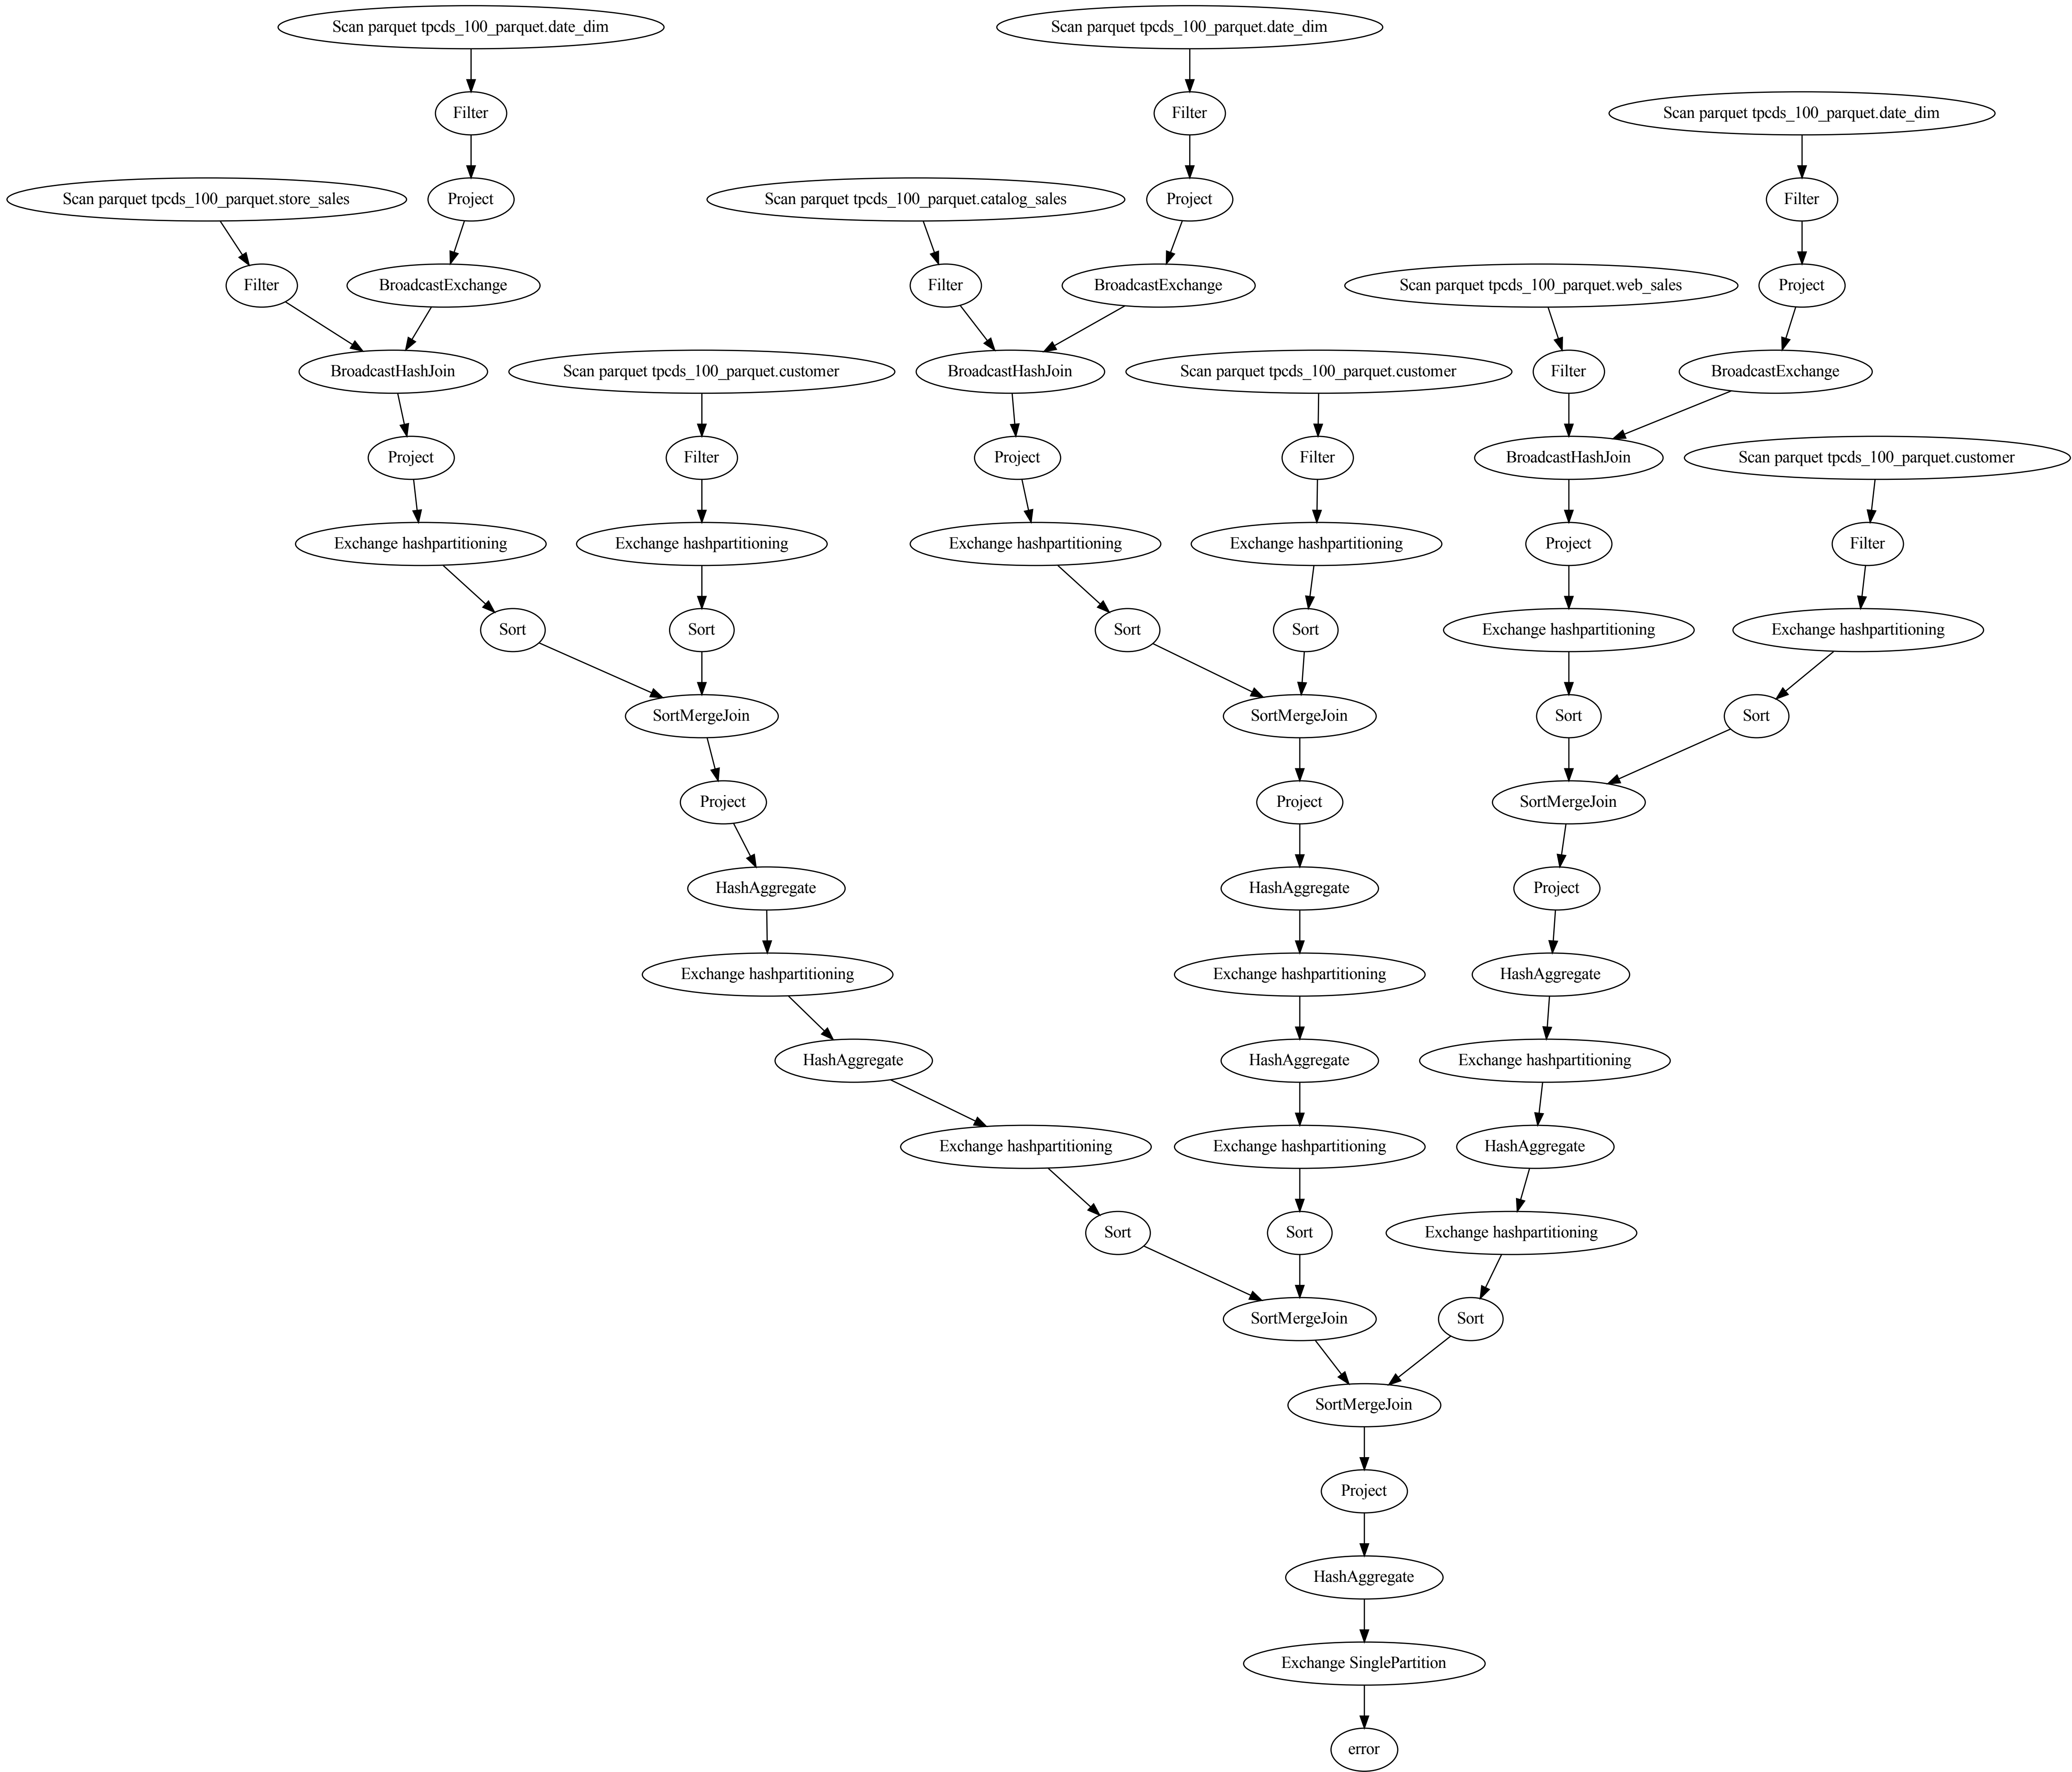 Scan parquet tpcds_100_parquet.date_dim
Scan parquet tpcds_100_parquet.date_dim
Filter
Filter
Scan parquet tpcds_100_parquet.date_dim
Scan parquet tpcds_100_parquet.store_sales
Project
Scan parquet tpcds_100_parquet.catalog_sales
Project
Filter
Filter
BroadcastExchange
Filter
BroadcastExchange
Scan parquet tpcds_100_parquet.web_sales
Project
BroadcastHashJoin
Scan parquet tpcds_100_parquet.customer
BroadcastHashJoin
Scan parquet tpcds_100_parquet.customer
Filter
BroadcastExchange
Project
Filter
Project
Filter
BroadcastHashJoin
Scan parquet tpcds_100_parquet.customer
Exchange hashpartitioning
Exchange hashpartitioning
Exchange hashpartitioning
Exchange hashpartitioning
Project
Filter
Sort
Sort
Sort
Sort
Exchange hashpartitioning
Exchange hashpartitioning
SortMergeJoin
SortMergeJoin
Sort
Sort
Project
Project
SortMergeJoin
HashAggregate
HashAggregate
Project
Exchange hashpartitioning
Exchange hashpartitioning
HashAggregate
HashAggregate
HashAggregate
Exchange hashpartitioning
Exchange hashpartitioning
Exchange hashpartitioning
HashAggregate
Sort
Sort
Exchange hashpartitioning
SortMergeJoin
Sort
SortMergeJoin
Project
HashAggregate
Exchange SinglePartition
error